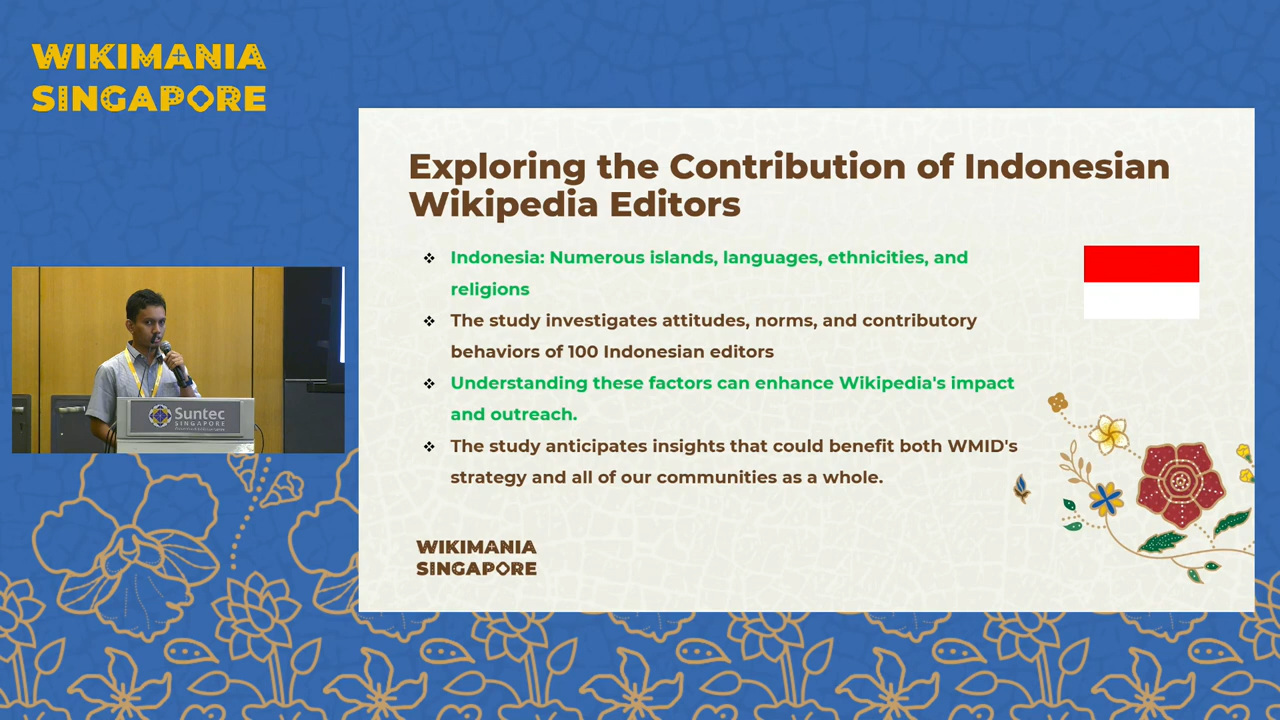 WIKIMANIA
SINGAPORE
Exploring the Contribution of Indonesian
Wikipedia Editors
❖ Indonesia: Numerous islands, languages, ethnicities, and
religions
❖ The study investigates attitudes, norms, and contributory
behaviors of 100 Indonesian editors
❖ Understanding these factors can enhance Wikipedia's impact
and outreach.
❖ The study anticipates insights that could benefit both WMID's
strategy and all of our communities as a whole.
Suntec
SINGAPORE
WIKIMANIA
SINGAPORE